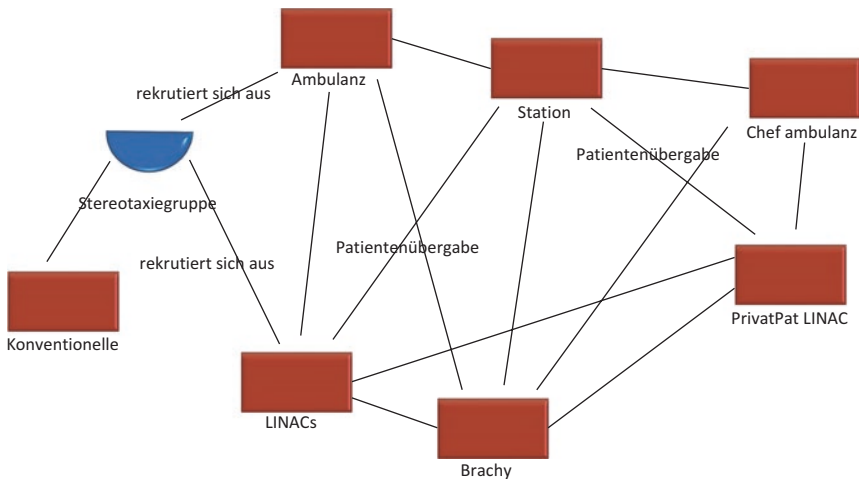 Ambulanz
rekrutiert sich aus
Station
Chef ambulanz
Patientenübergabe
Stereotaxiegruppe
Patientenübergabe
rekrutiert sich aus
PrivatPat LINAC
Konventionelle
LINACs
Brachy